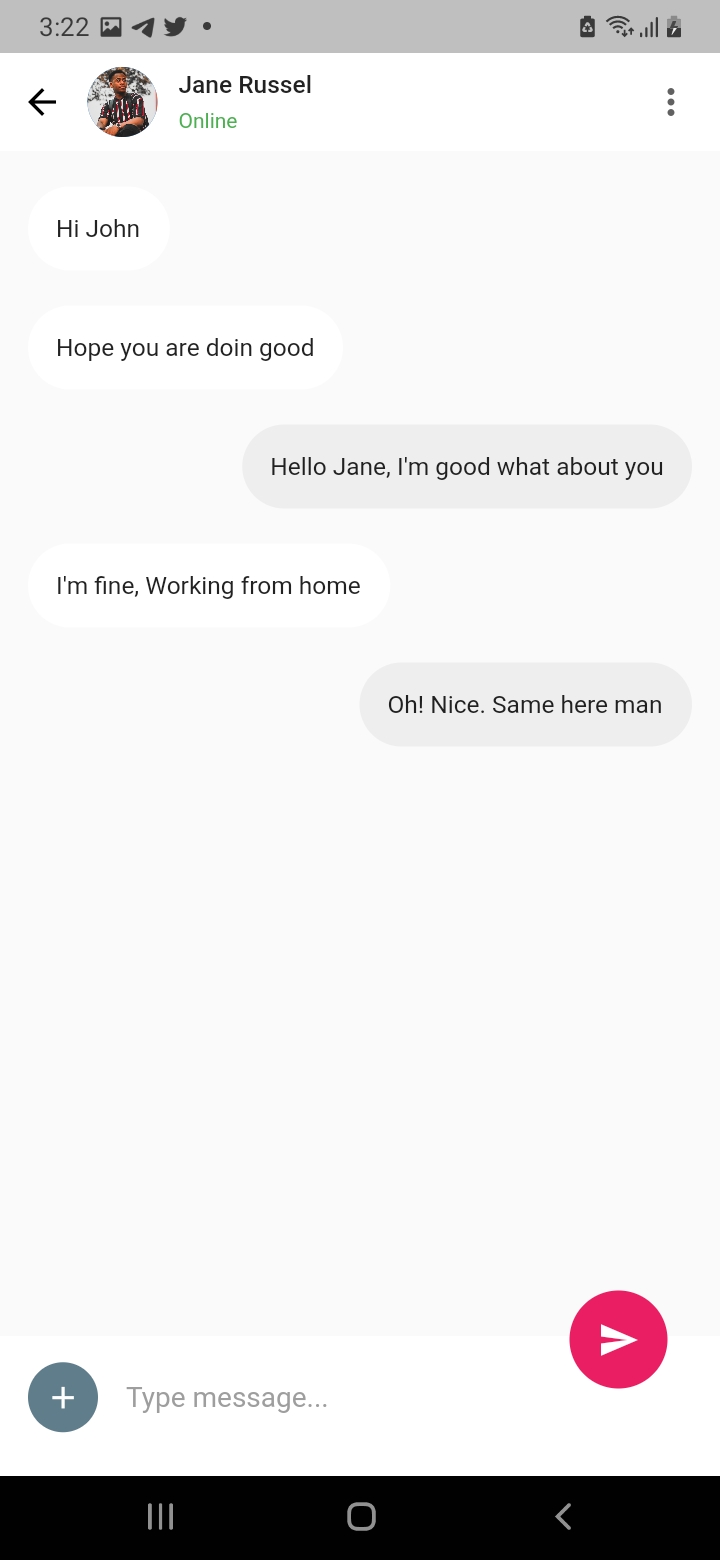 3:22
Jane Russel
Online
Hi John
Hope you are doin good
Hello Jane, I'm good what about you
I'm fine, Working from home
Oh! Nice. Same here man
Type message...